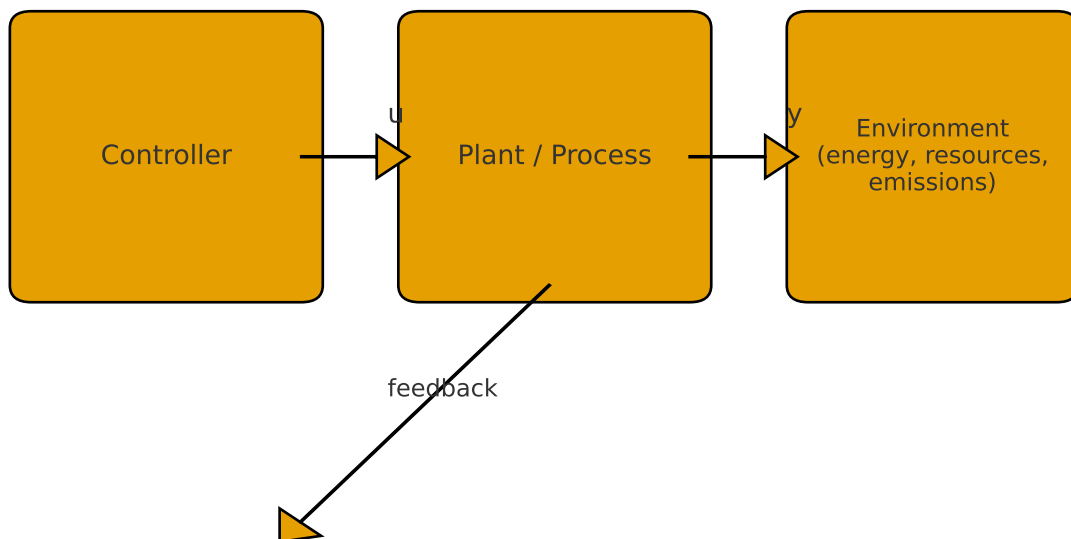 Controller
u
Plant / Process
y
Environment
(energy, resources,
emissions)
feedback